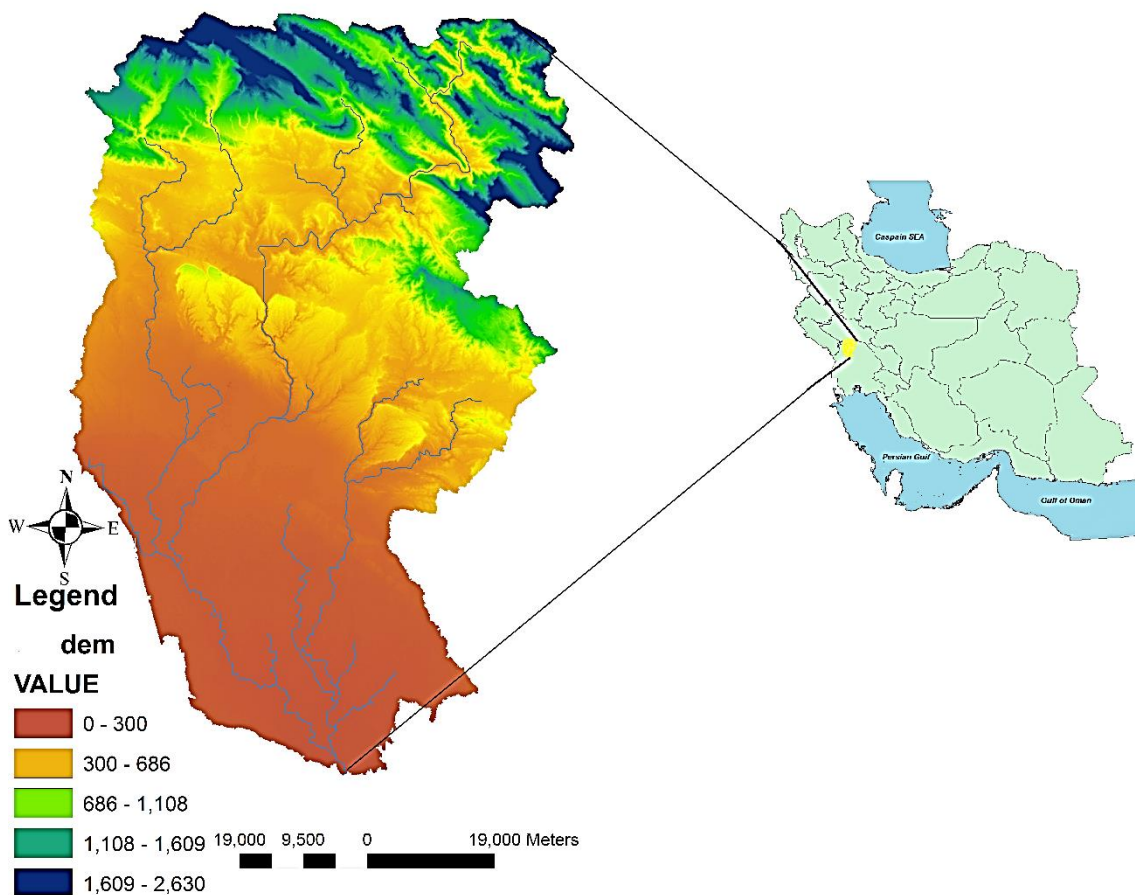 Caspain SEA
Persian Gulf
Gulf of Oman
N
W E
S
Legend
dem
VALUE
0 - 300
300 - 686
686 - 1,108
1,108 - 1,609
1,609 - 2,630
19,000 9,500 0 19,000 Meters